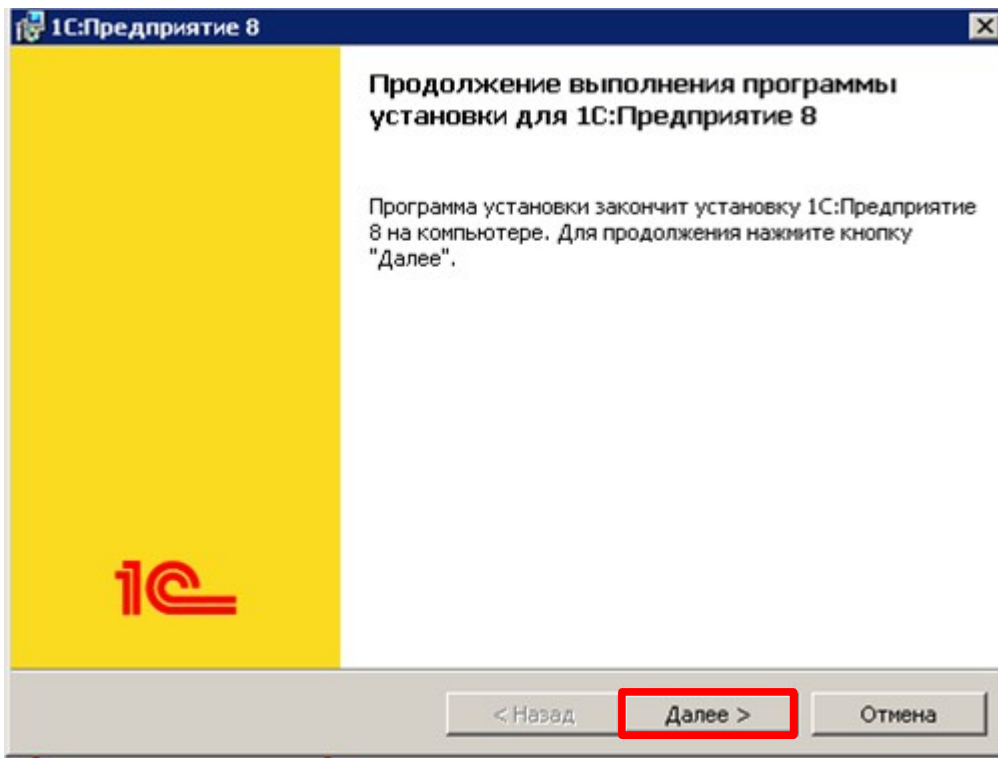 1С:Предприятие 8
Продолжение выполнения программы
установки для 1С:Предприятие 8
Программа установки закончит установку 1С:Предприятие
8 на компьютере. Для продолжения нажмите кнопку
"Далее".
1С
< Назад Далее > Отмена